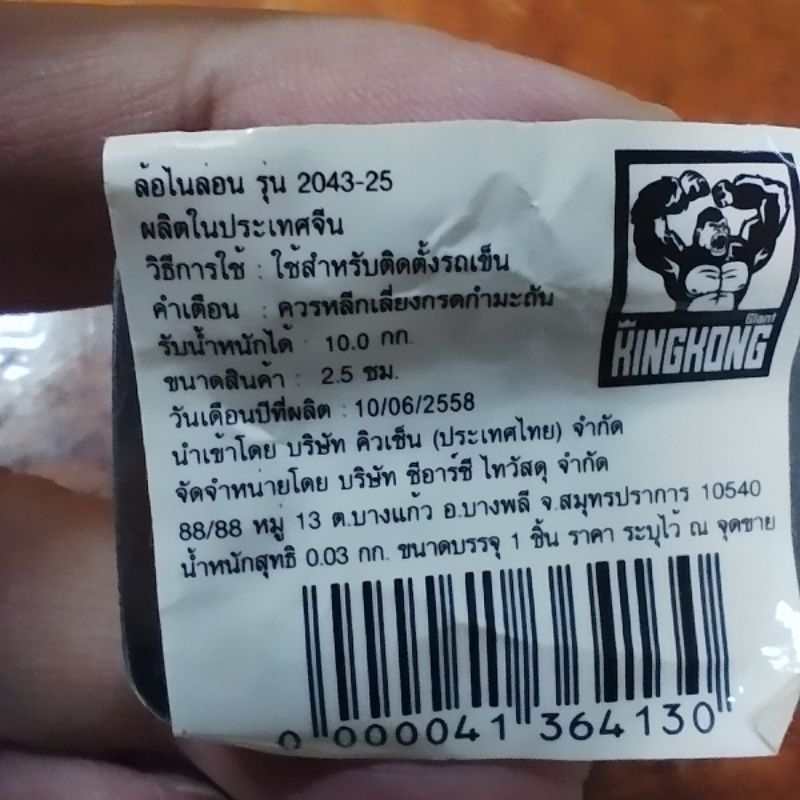 ล้อไนล่อน รุ่น 2043-25
ผลิตในประเทศจีน
วิธีการใช้ : ใช้สำหรับติดตั้งรถเข็น
คำเตือน : ควรหลีกเลี่ยงกรดกำมะถัน
รับน้ำหนักได้ : 10.0 กก.
ขนาดสินค้า : 2.5 ซม.
วันเดือนปีที่ผลิต : 10/06/2558
นำเข้าโดย บริษัท คิวเช็น (ประเทศไทย) จำกัด
จัดจำหน่ายโดย บริษัท ซีอาร์ซี ไทวัสดุ จำกัด
88/88 หมู่ 13 ต.บางแก้ว อ.บางพลี จ.สมุทรปราการ 10540
น้ำหนักสุทธิ 0.03 กก. ขนาดบรรจุ 1 ชิ้น ราคา ระบุไว้ ณ จุดขาย
Giant
KINGKONG
0 000041 364130